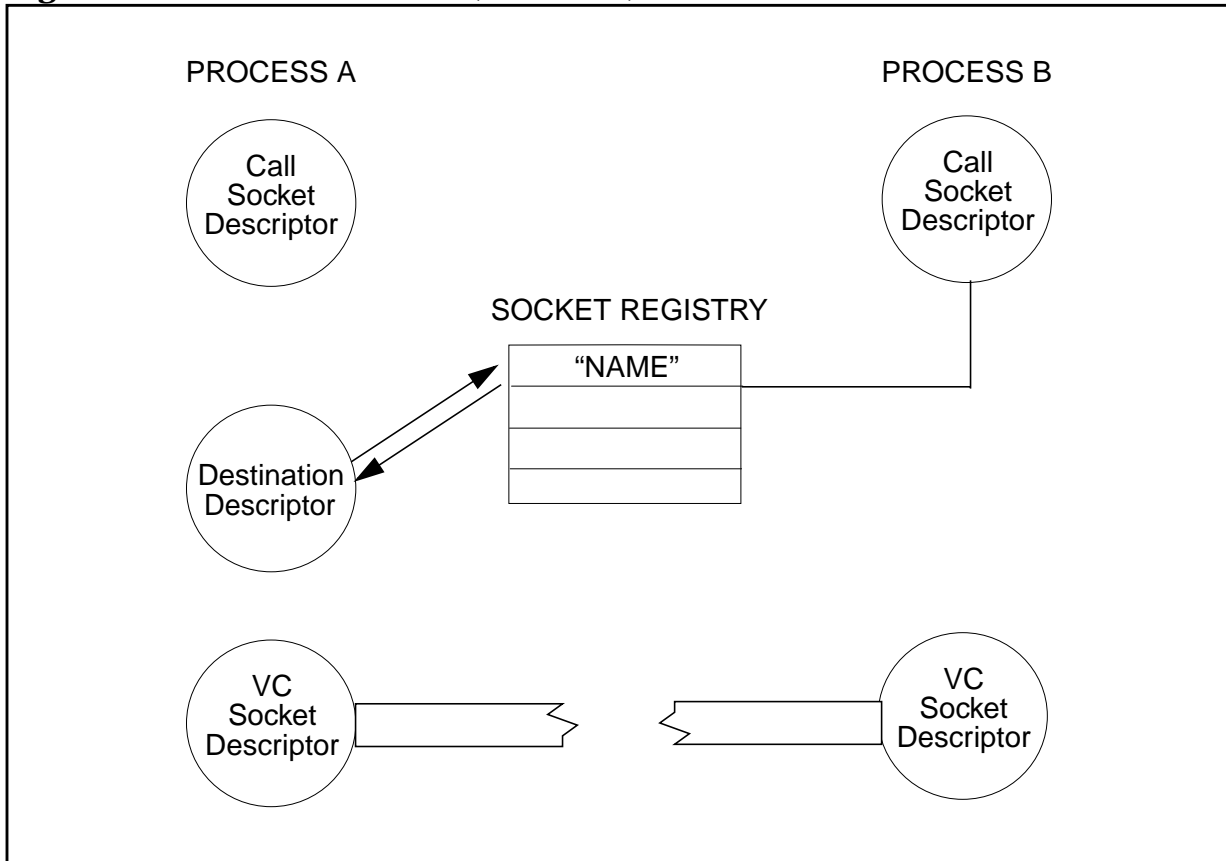 PROCESS A
PROCESS B
Call
Socket
Descriptor
Call
Socket
Descriptor
SOCKET REGISTRY
“NAME”
Destination
Descriptor
VC
Socket
Descriptor
VC
Socket
Descriptor